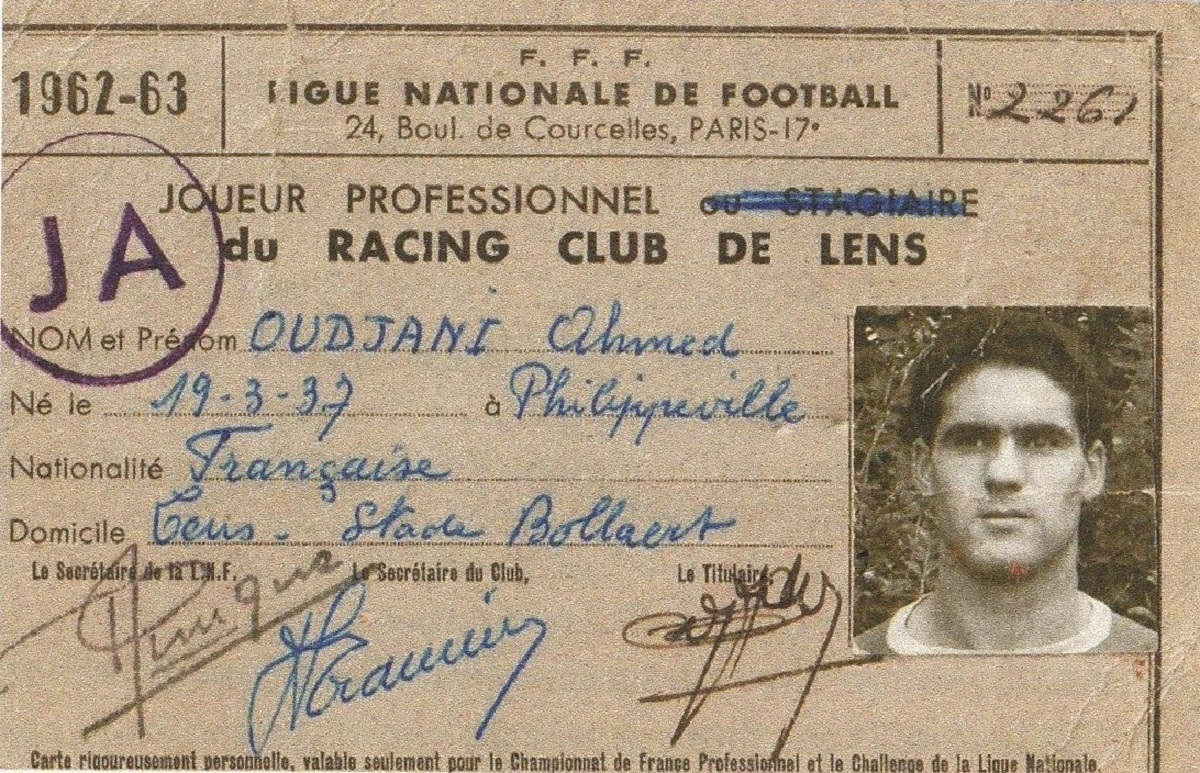 1962-63
F. F. F.
LIGUE NATIONALE DE FOOTBALL
24, Boul. de Courcelles, PARIS-17e
No 2261
JOUEUR PROFESSIONNEL ou STAGIAIRE
du RACING CLUB DE LENS
JA
NOM et Prénom OUDJANI Ahmed
Né le 19-3-37 à Philippeville
Nationalité Française
Domicile Lens - Stade Bollaert
Le Secrétaire de la L.N.F. Le Secrétaire du Club, Le Titulaire,
Carte rigoureusement personnelle, valable seulement pour le Championnat de France Professionnel et le Challenge de la Ligue Nationale.